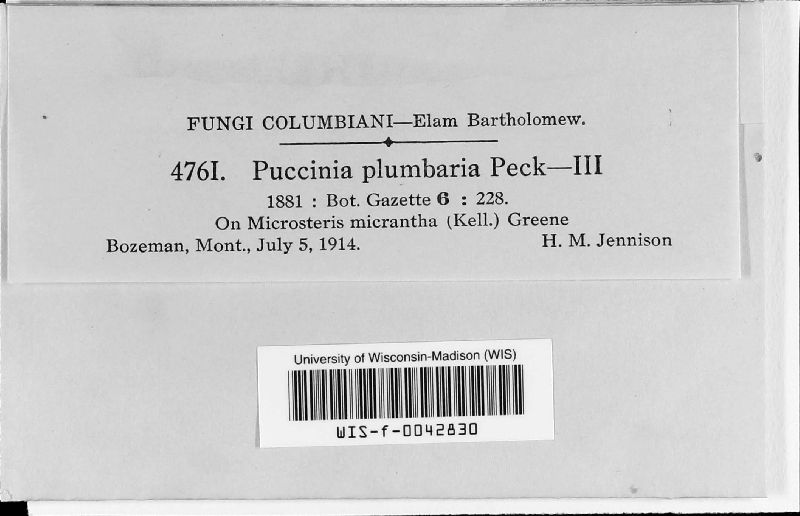 FUNGI COLUMBIANI—Elam Bartholomew.
4761. Puccinia plumbaria Peck—III
1881 : Bot. Gazette 6 : 228.
On Microsteris micrantha (Kell.) Greene
Bozeman, Mont., July 5, 1914. H. M. Jennison
University of Wisconsin-Madison (WIS)
WIS-f-0042830